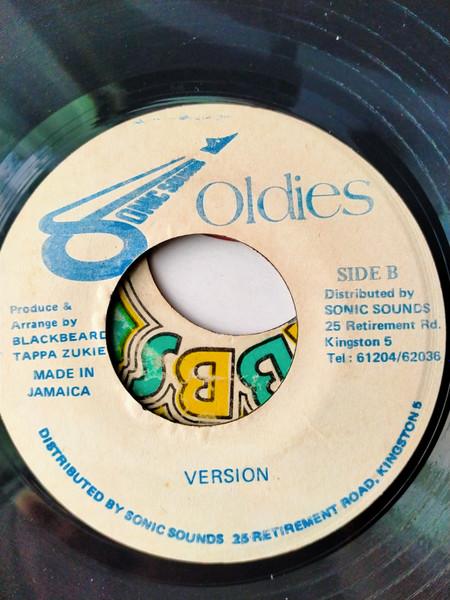 SONIC SOUNDS
Oldies
SIDE B
Distributed by
SONIC SOUNDS
25 Retirement Rd.
Kingston 5
Tel: 61204/62036
Produce &
Arrange by
BLACKBEARD
TAPPA ZUKIE
MADE IN
JAMAICA
VERSION
DISTRIBUTED BY SONIC SOUNDS 25 RETIREMENT ROAD, KINGSTON 5